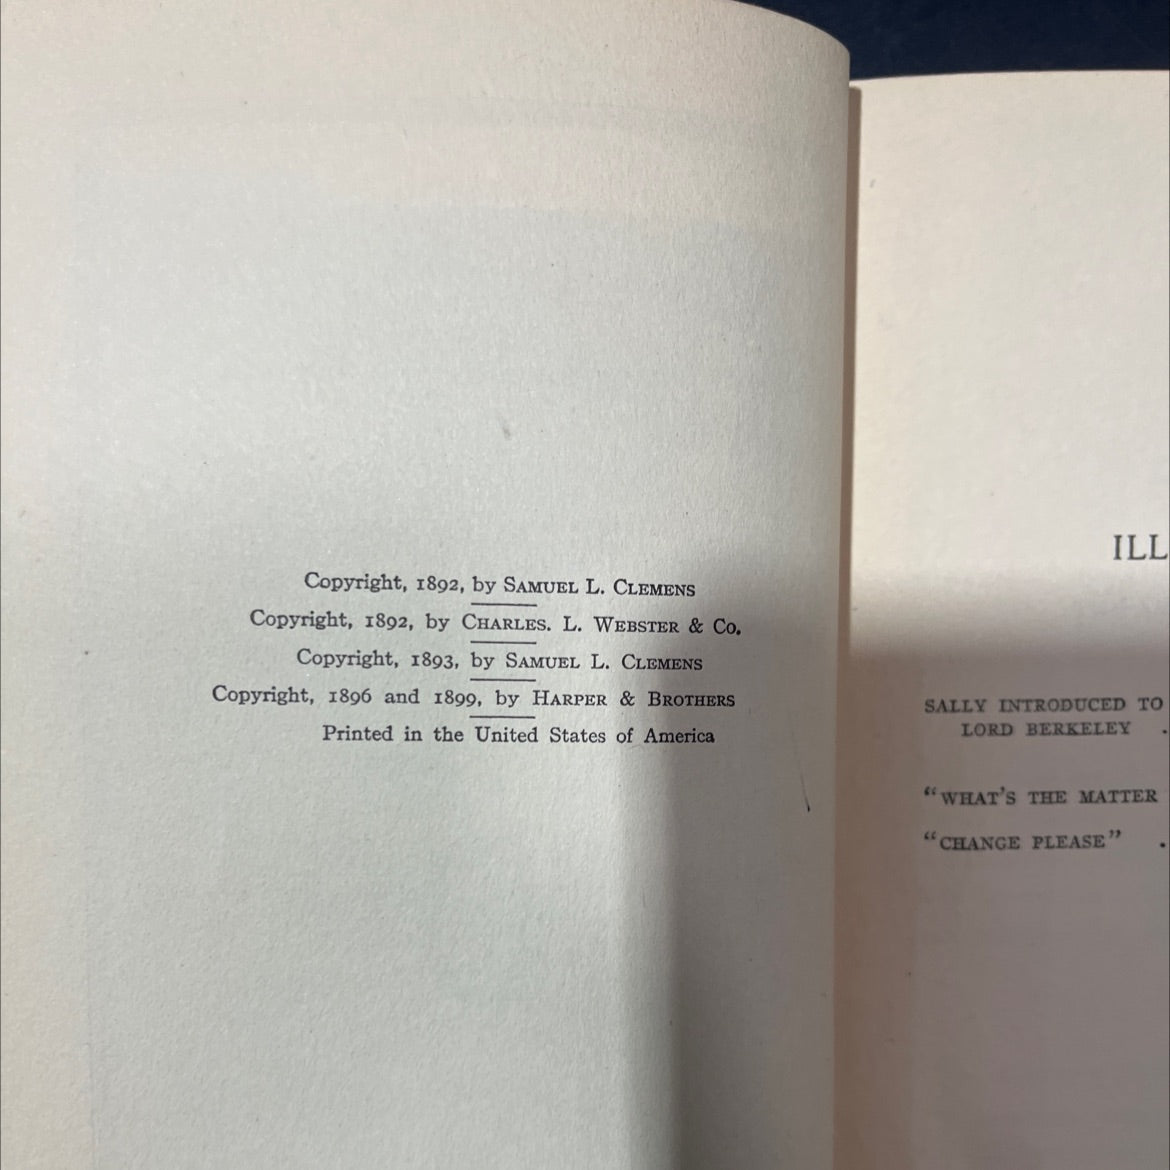 Copyright, 1892, by SAMUEL L. CLEMENS
Copyright, 1892, by CHARLES. L. WEBSTER & Co.
Copyright, 1893, by SAMUEL L. CLEMENS
Copyright, 1896 and 1899, by HARPER & BROTHERS
Printed in the United States of America
ILL
SALLY INTRODUCED TO
LORD BERKELEY .
“WHAT’S THE MATTER
“CHANGE PLEASE” .